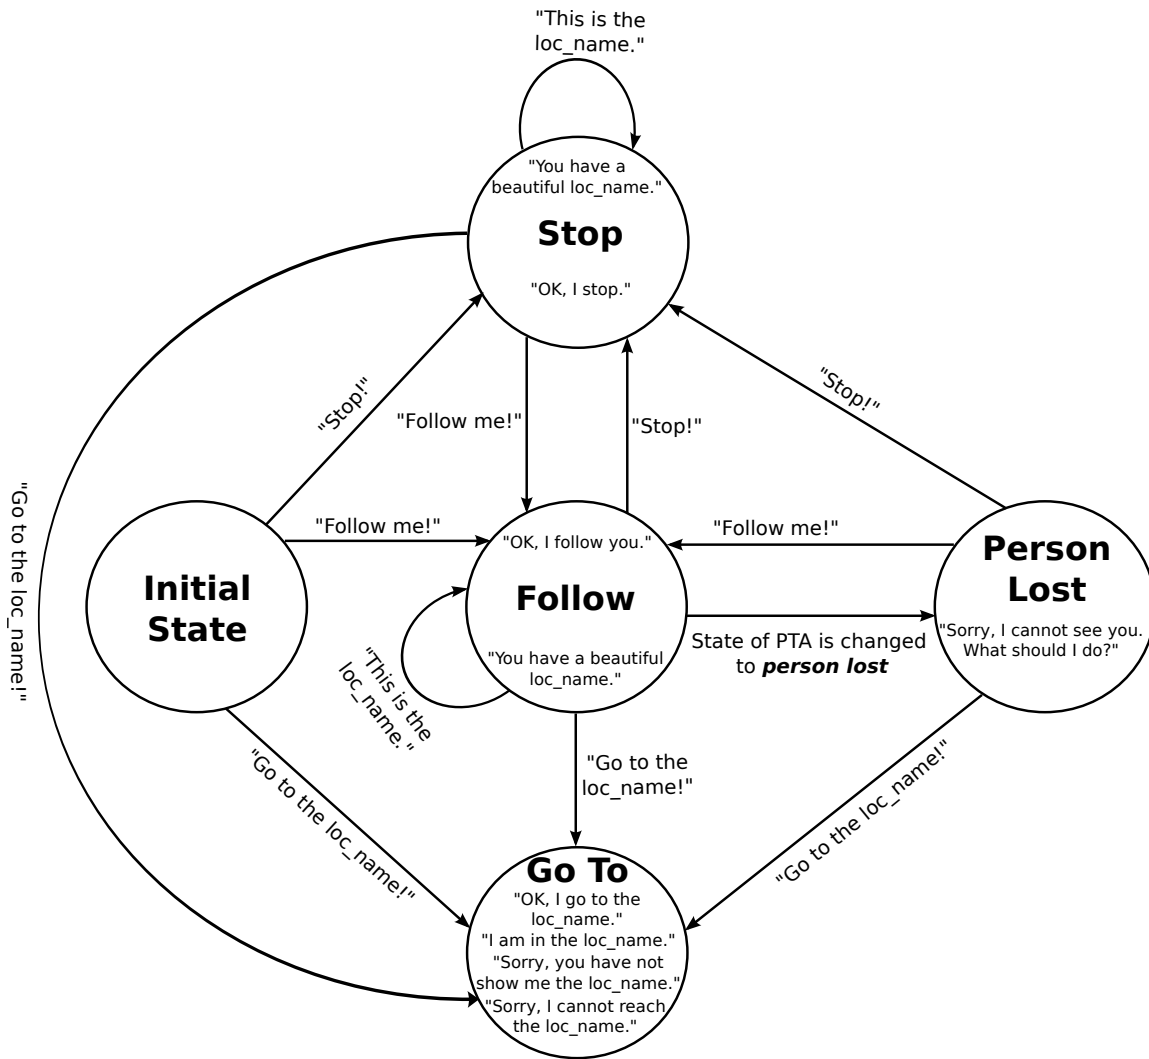 "This is the
loc_name."
"You have a
beautiful loc_name."
Stop
"OK, I stop."
"Stop!"
"Follow me!"
"Stop!"
"Stop!"
"Go to the loc_name!"
"Follow me!"
"OK, I follow you."
"Follow me!"
Initial
State
Follow
Person
Lost
"Sorry, I cannot see you.
What should I do?"
"You have a beautiful
loc_name."
State of PTA is changed
to person lost
"This is the
loc_name."
"Go to the loc_name!"
"Go to the
loc_name!"
"Go to the loc_name!"
Go To
"OK, I go to the
loc_name."
"I am in the loc_name."
"Sorry, you have not
show me the loc_name."
"Sorry, I cannot reach
the loc_name."